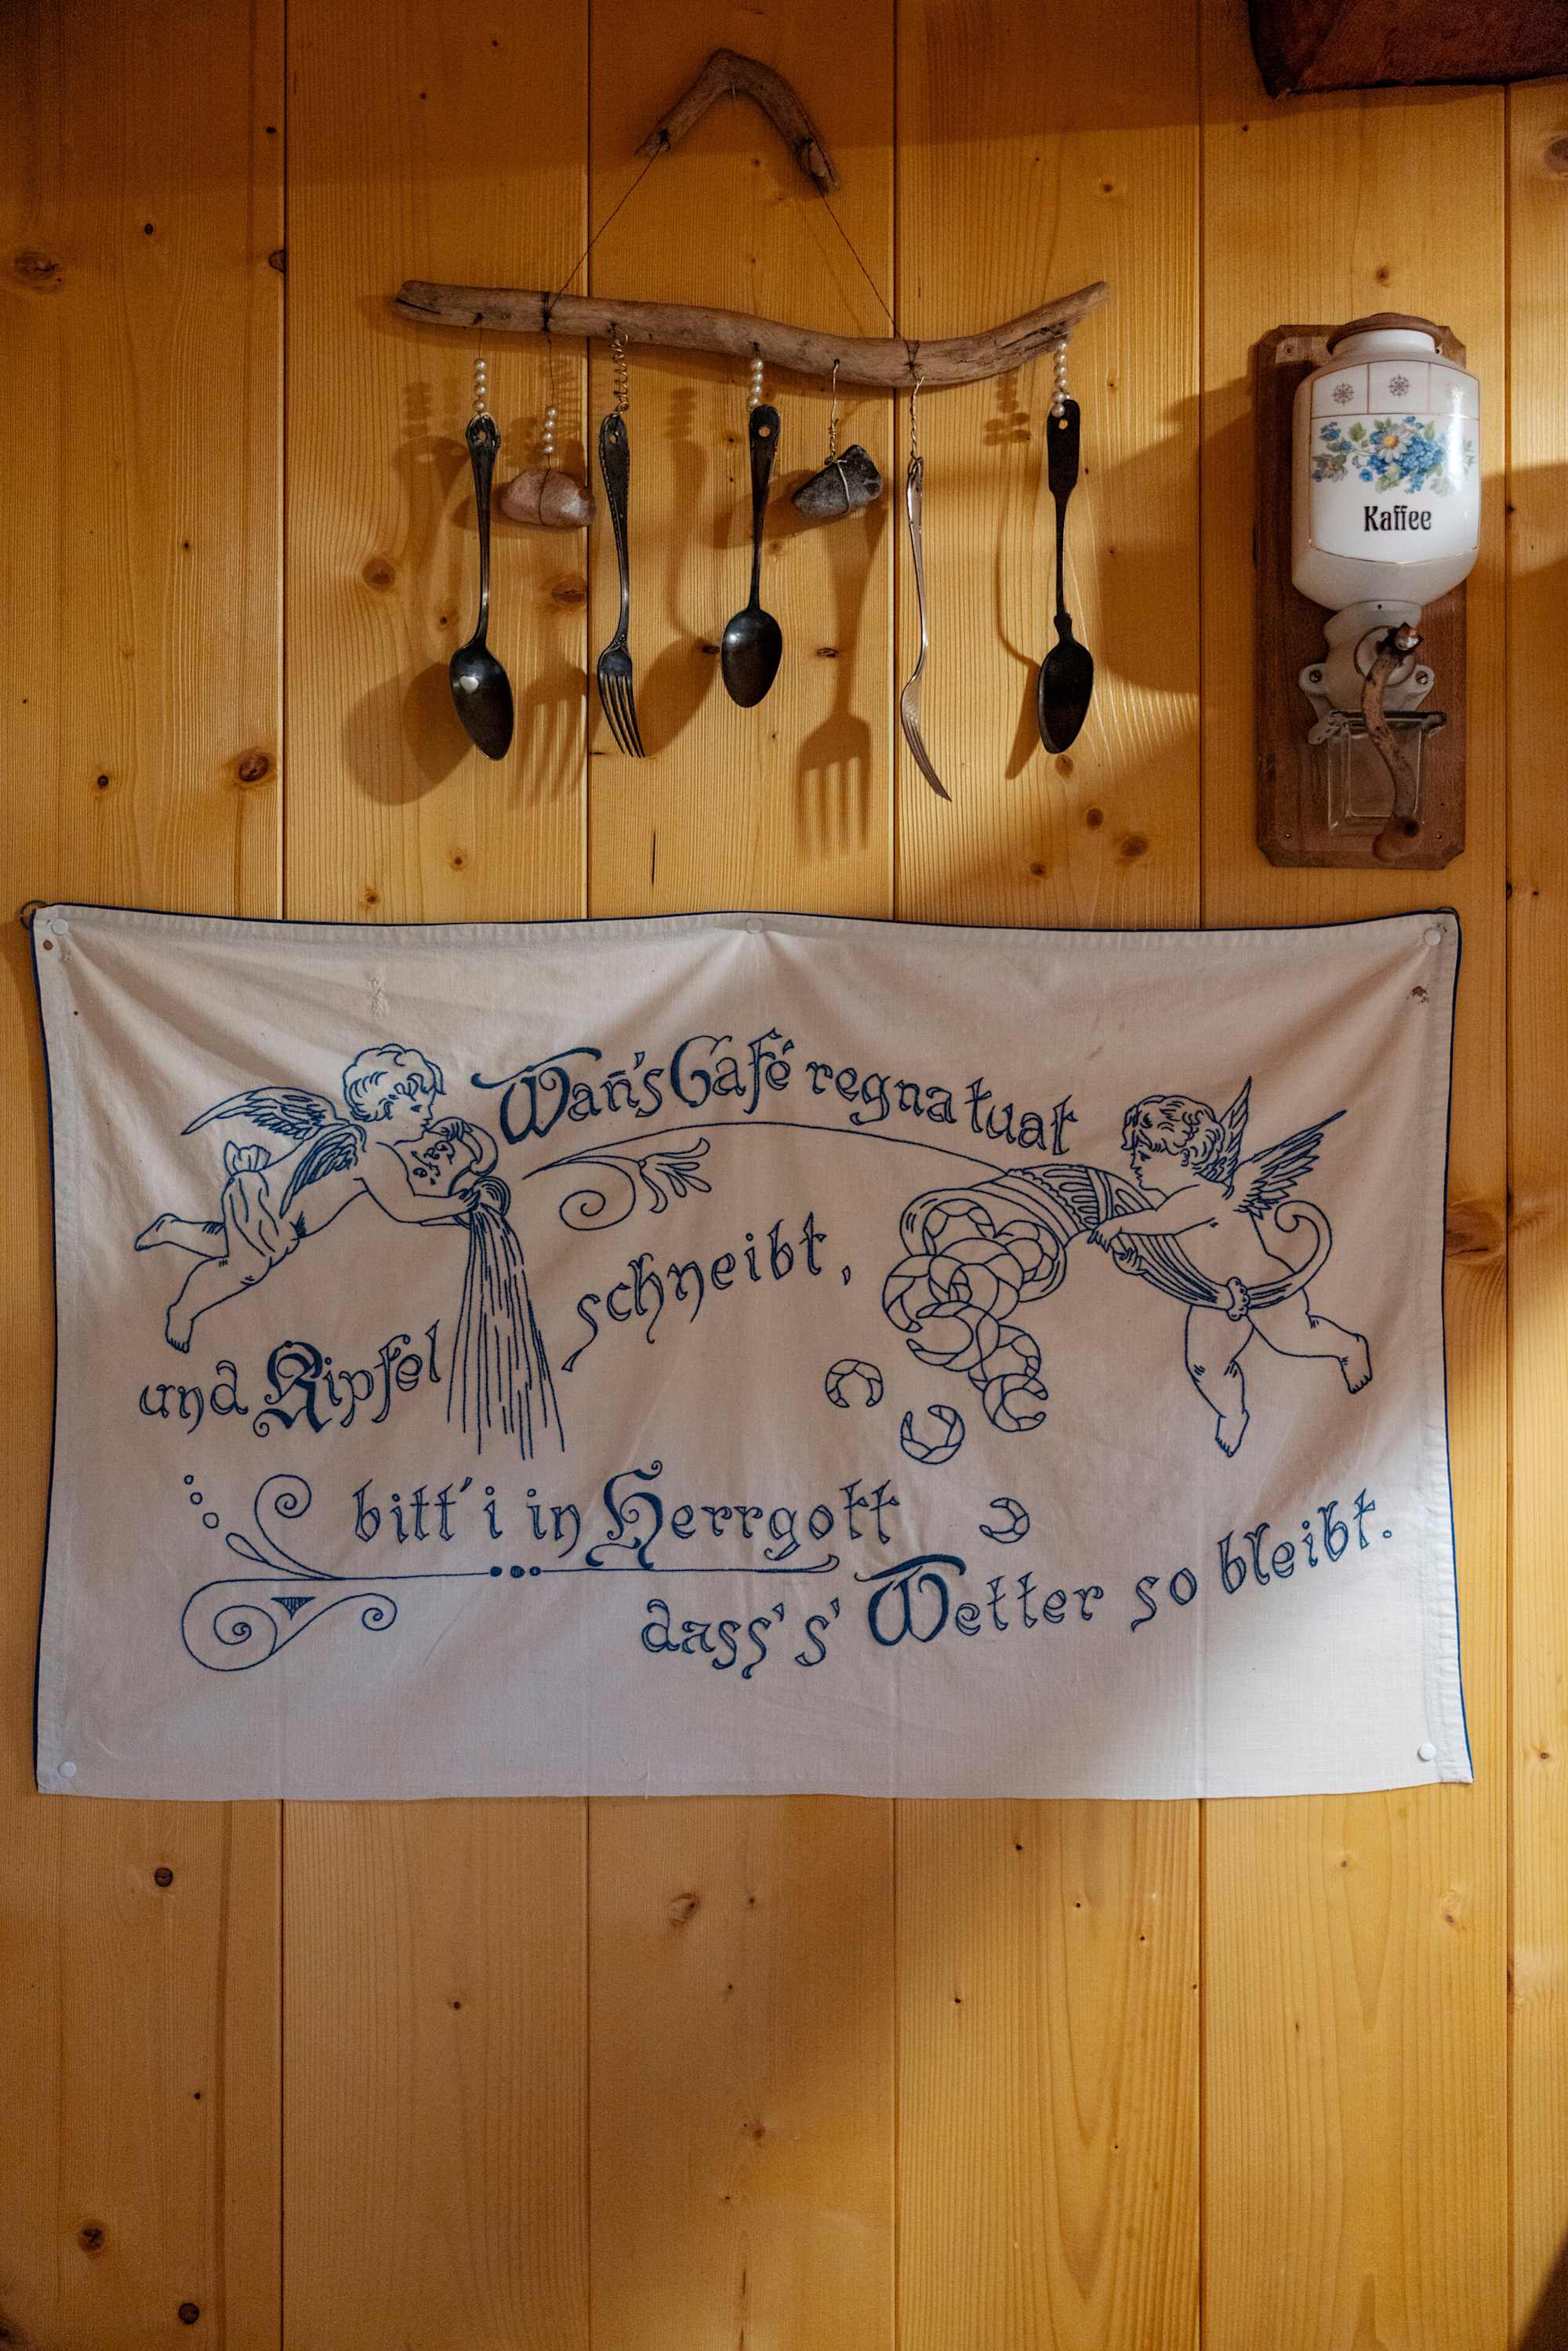 Kaffee
Wan̄'s Café regna tuat
und Kipfel schneibt,
bitt' i in Herrgott
dass's' Wetter so bleibt.